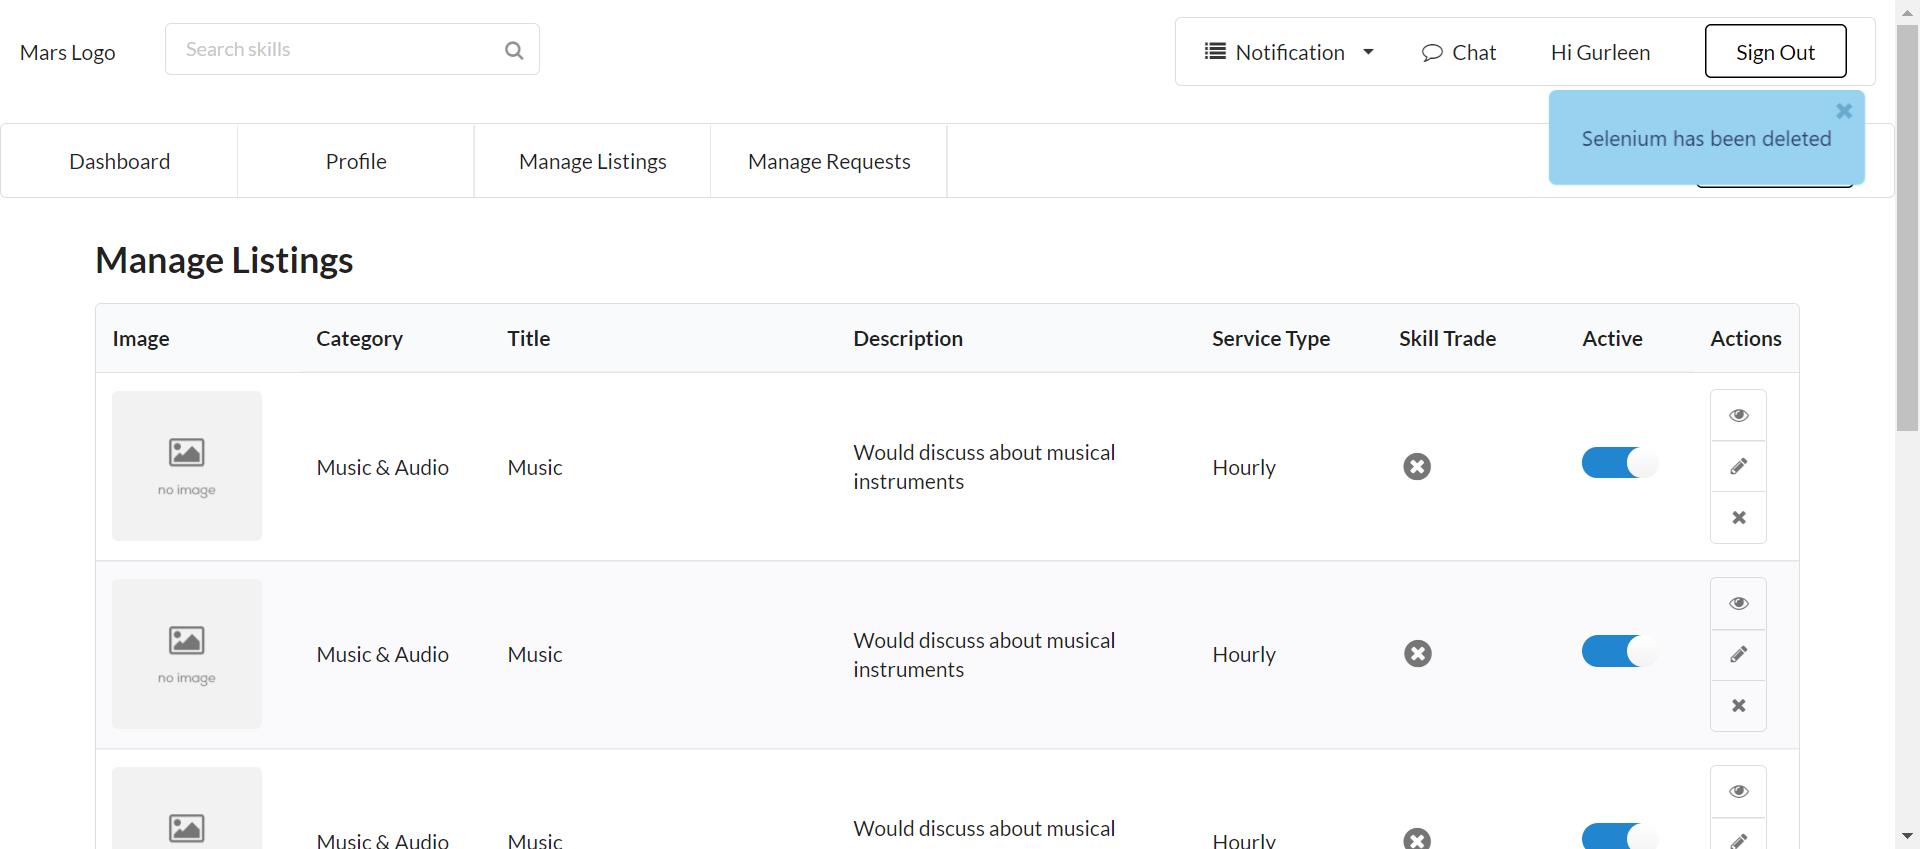 Mars Logo
Search skills
Notification
Chat
Hi Gurleen
Sign Out
Selenium has been deleted
Dashboard
Profile
Manage Listings
Manage Requests
Manage Listings
Image
Category
Title
Description
Service Type
Skill Trade
Active
Actions
no image
Music & Audio
Music
Would discuss about musical
instruments
Hourly
no image
Music & Audio
Music
Would discuss about musical
instruments
Hourly
Music & Audio
Music
Would discuss about musical
Hourly